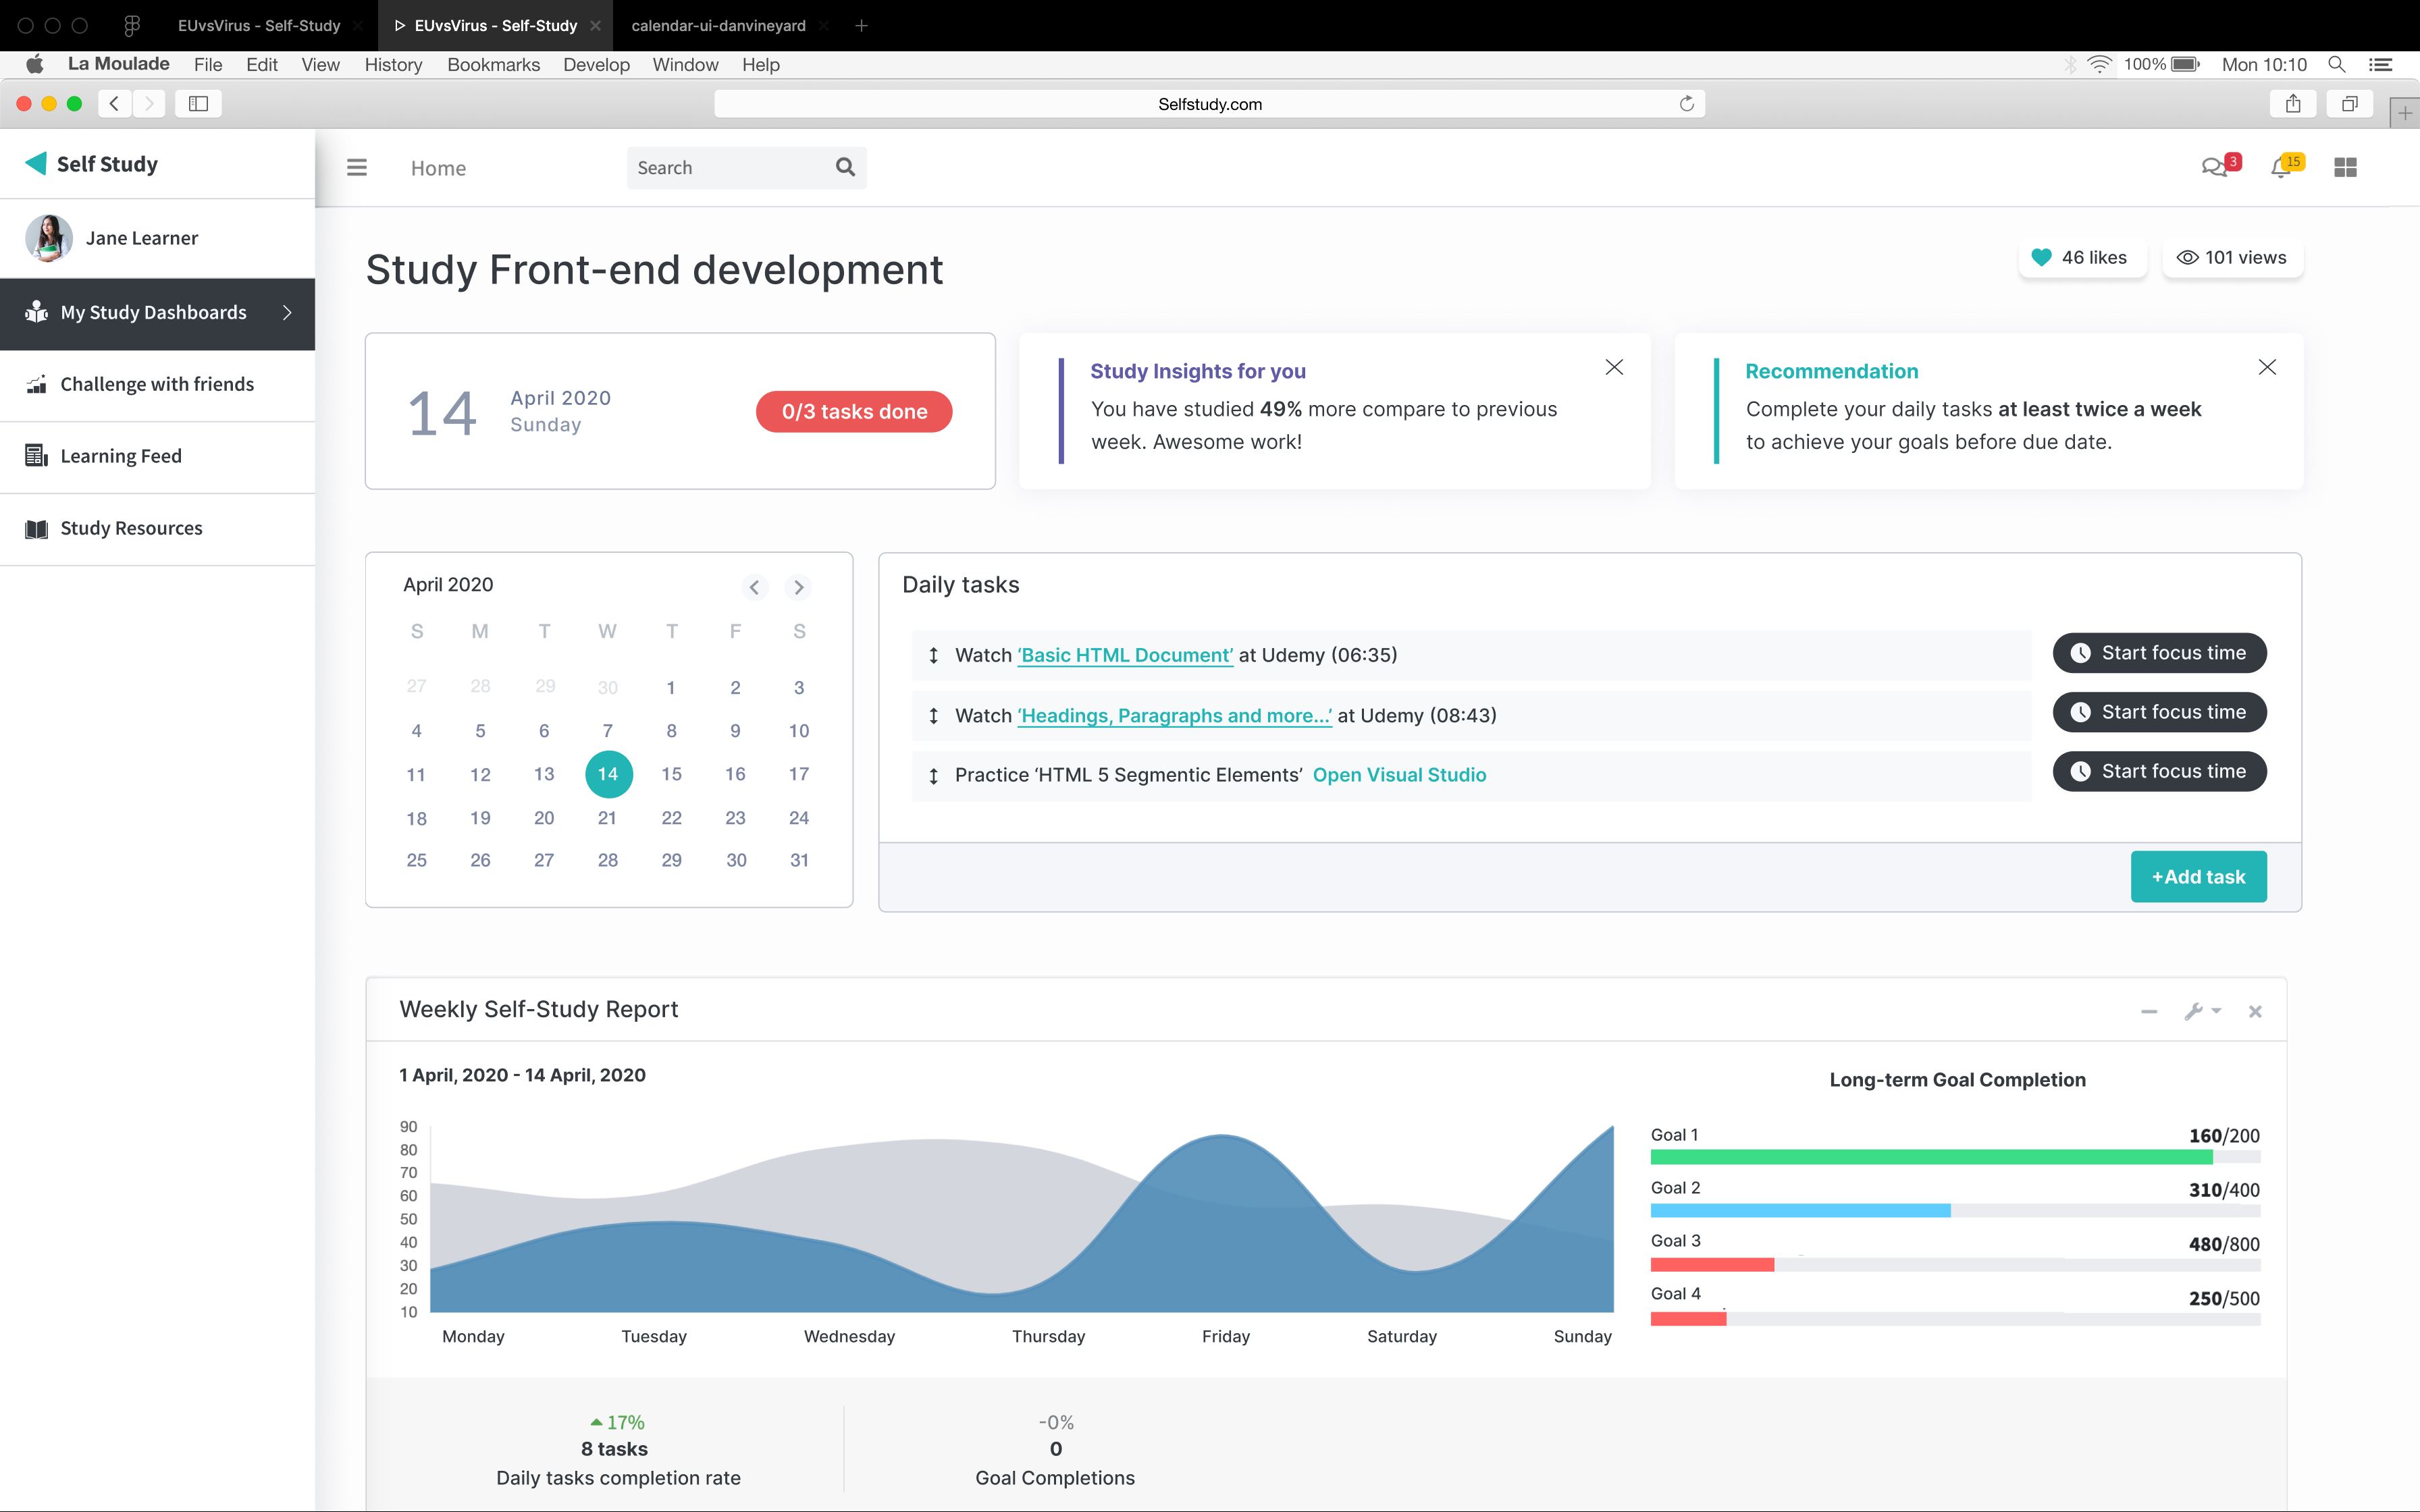 EUvsVirus - Self-Study
EUvsVirus - Self-Study
calendar-ui-danvineyard
La Moulade File Edit View History Bookmarks Develop Window Help
100% Mon 10:10
Selfstudy.com
Self Study
Jane Learner
My Study Dashboards
Challenge with friends
Learning Feed
Study Resources
Home
Search
3
15
Study Front-end development
46 likes
101 views
14
April 2020
Sunday
0/3 tasks done
Study Insights for you
You have studied 49% more compare to previous
week. Awesome work!
Recommendation
Complete your daily tasks at least twice a week
to achieve your goals before due date.
April 2020
S M T W T F S
27 28 29 30 1 2 3
4 5 6 7 8 9 10
11 12 13 14 15 16 17
18 19 20 21 22 23 24
25 26 27 28 29 30 31
Daily tasks
Watch ‘Basic HTML Document’ at Udemy (06:35)
Start focus time
Watch ‘Headings, Paragraphs and more...’ at Udemy (08:43)
Start focus time
Practice ‘HTML 5 Segmentic Elements’ Open Visual Studio
Start focus time
+Add task
Weekly Self-Study Report
1 April, 2020 - 14 April, 2020
90
80
70
60
50
40
30
20
10
Monday Tuesday Wednesday Thursday Friday Saturday Sunday
Long-term Goal Completion
Goal 1 160/200
Goal 2 310/400
Goal 3 480/800
Goal 4 250/500
17%
8 tasks
Daily tasks completion rate
-0%
0
Goal Completions